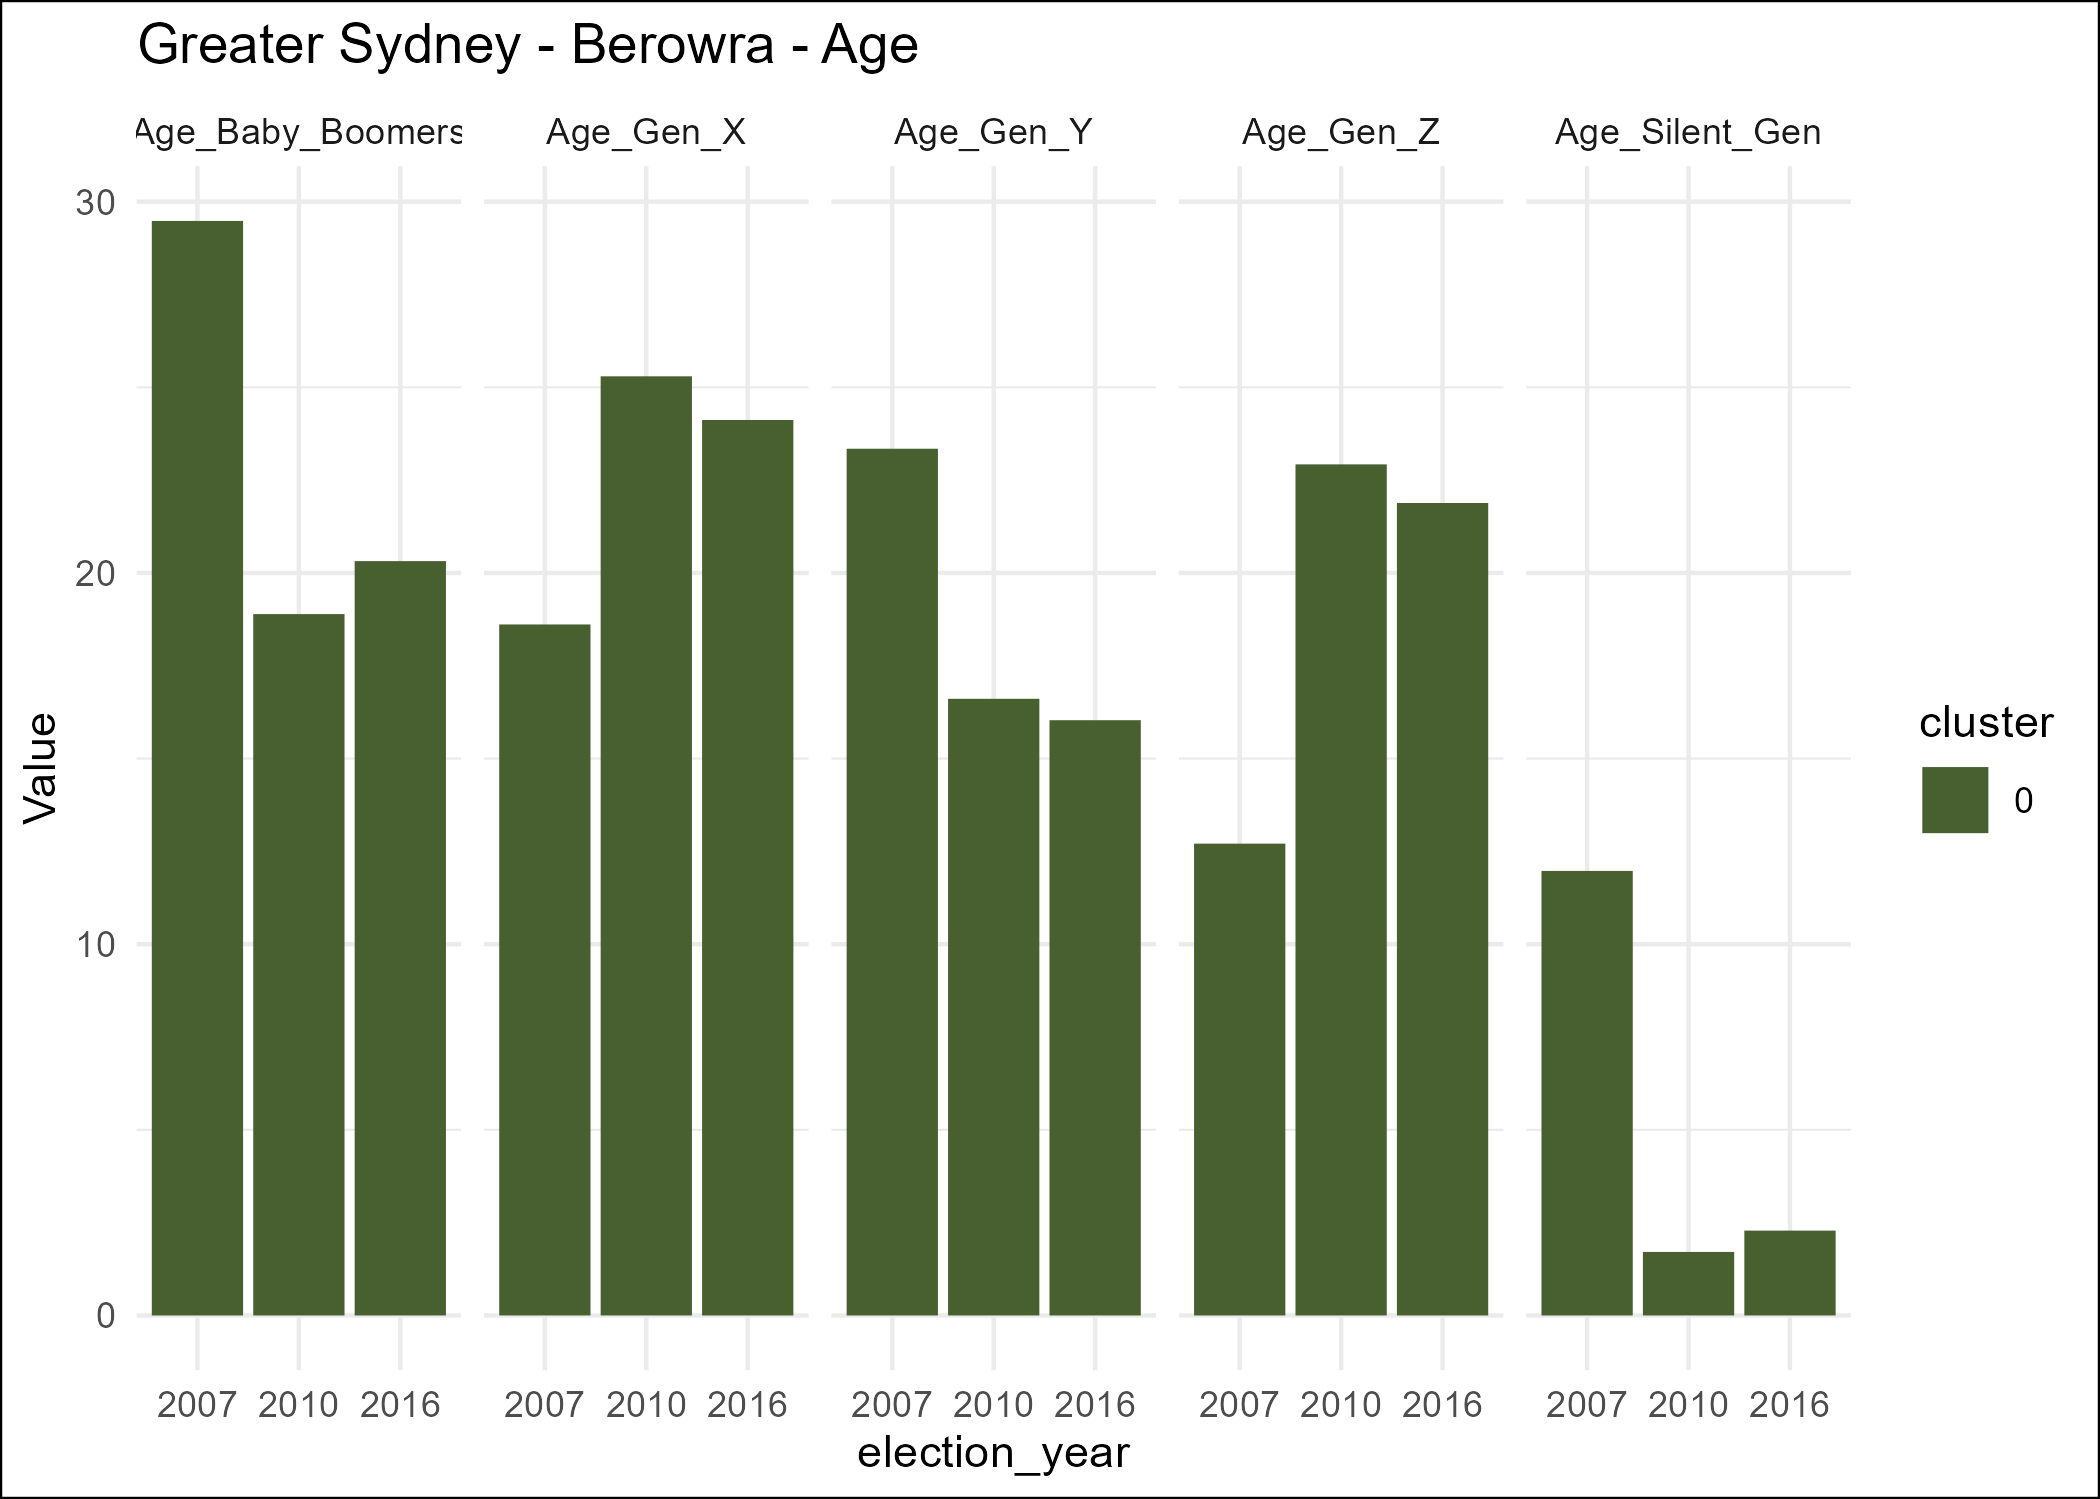 Greater Sydney - Berowra - Age
Age_Baby_Boomers Age_Gen_X Age_Gen_Y Age_Gen_Z Age_Silent_Gen
30
20
10
0
Value
2007 2010 2016 2007 2010 2016 2007 2010 2016 2007 2010 2016 2007 2010 2016
election_year
cluster
0